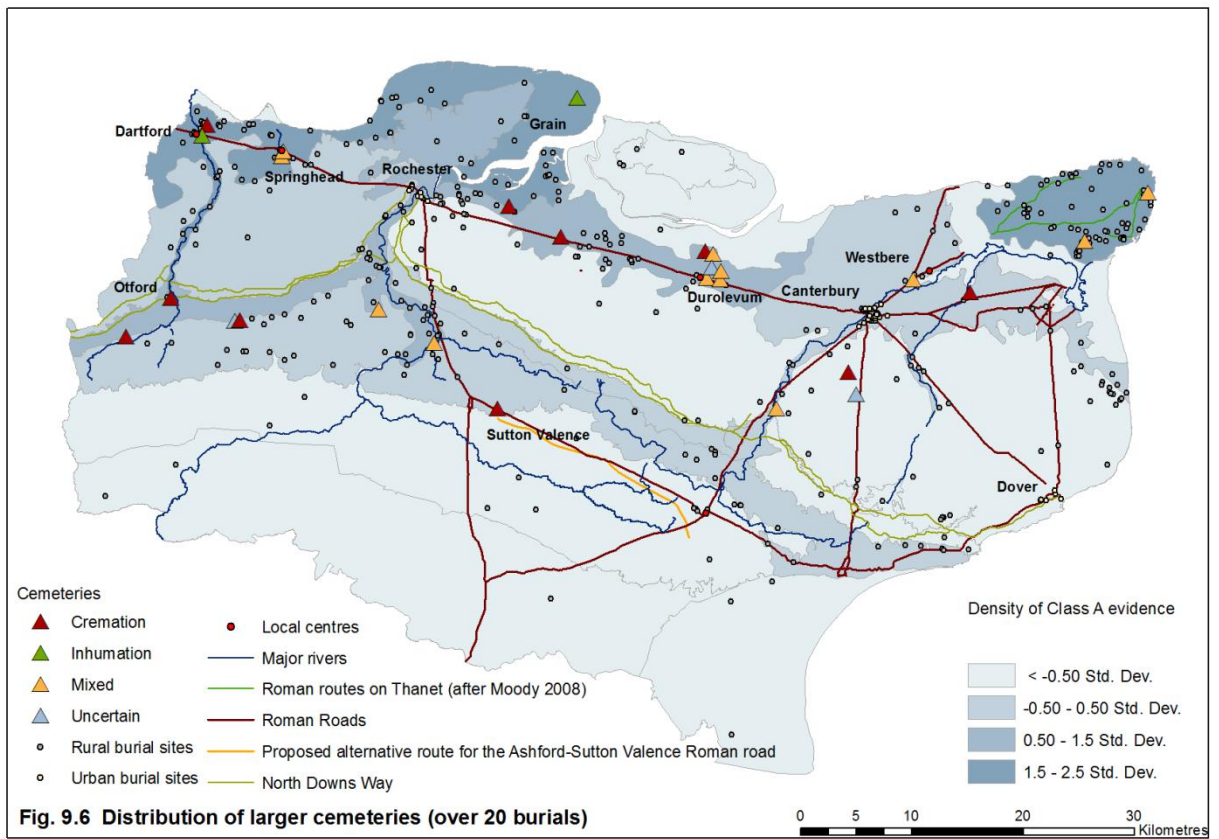 Dartford
Grain
Springhead
Rochester
Otford
Durolevum
Canterbury
Westbere
Sutton Valence
Dover
Cemeteries
Cremation
Inhumation
Mixed
Uncertain
Rural burial sites
Urban burial sites
Local centres
Major rivers
Roman routes on Thanet (after Moody 2008)
Roman Roads
Proposed alternative route for the Ashford-Sutton Valence Roman road
North Downs Way
Density of Class A evidence
< -0.50 Std. Dev.
-0.50 - 0.50 Std. Dev.
0.50 - 1.5 Std. Dev.
1.5 - 2.5 Std. Dev.
Fig. 9.6 Distribution of larger cemeteries (over 20 burials)
0 5 10 20 30
Kilometres